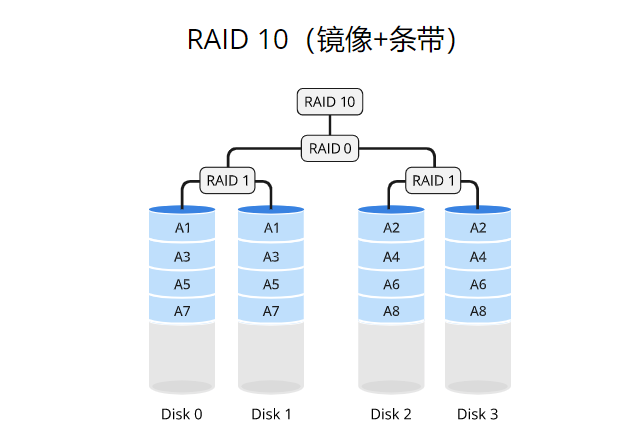 RAID 10（镜像+条带）
RAID 10
RAID 0
RAID 1 RAID 1
A1 A1 A2 A2
A3 A3 A4 A4
A5 A5 A6 A6
A7 A7 A8 A8
Disk 0 Disk 1 Disk 2 Disk 3